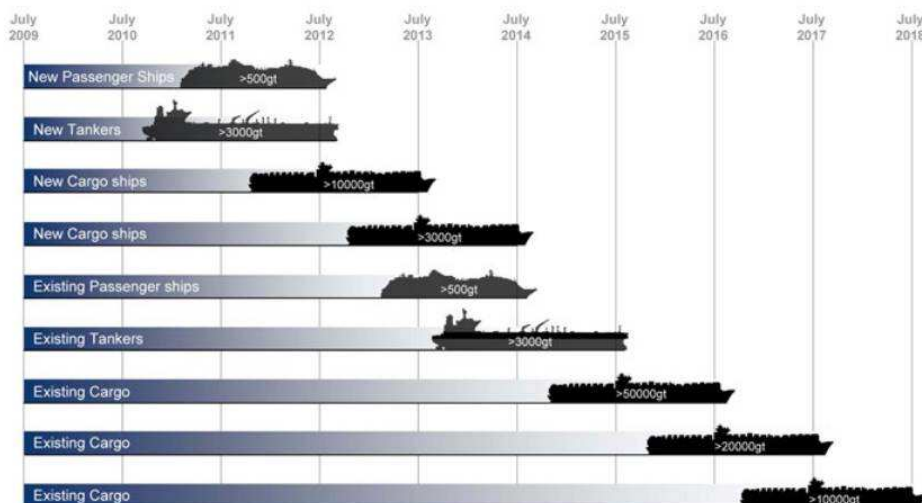 July 2009
July 2010
July 2011
July 2012
July 2013
July 2014
July 2015
July 2016
July 2017
July 2018
New Passenger Ships >500gt
New Tankers >3000gt
New Cargo ships >10000gt
New Cargo ships >3000gt
Existing Passenger ships >500gt
Existing Tankers >3000gt
Existing Cargo >50000gt
Existing Cargo >20000gt
Existing Cargo >10000gt